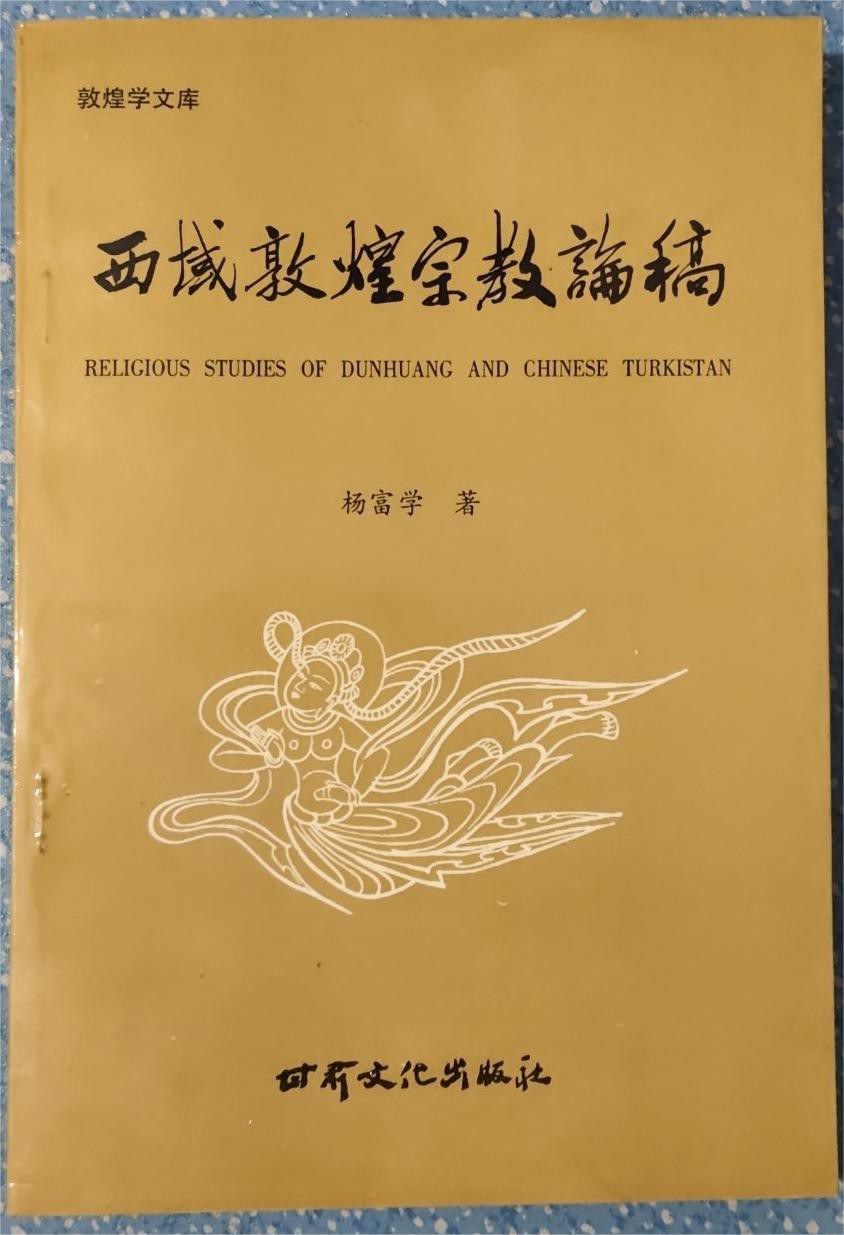 敦煌学文库
西域敦煌宗教論稿
RELIGIOUS STUDIES OF DUNHUANG AND CHINESE TURKISTAN
杨富学 著
甘肃文化出版社